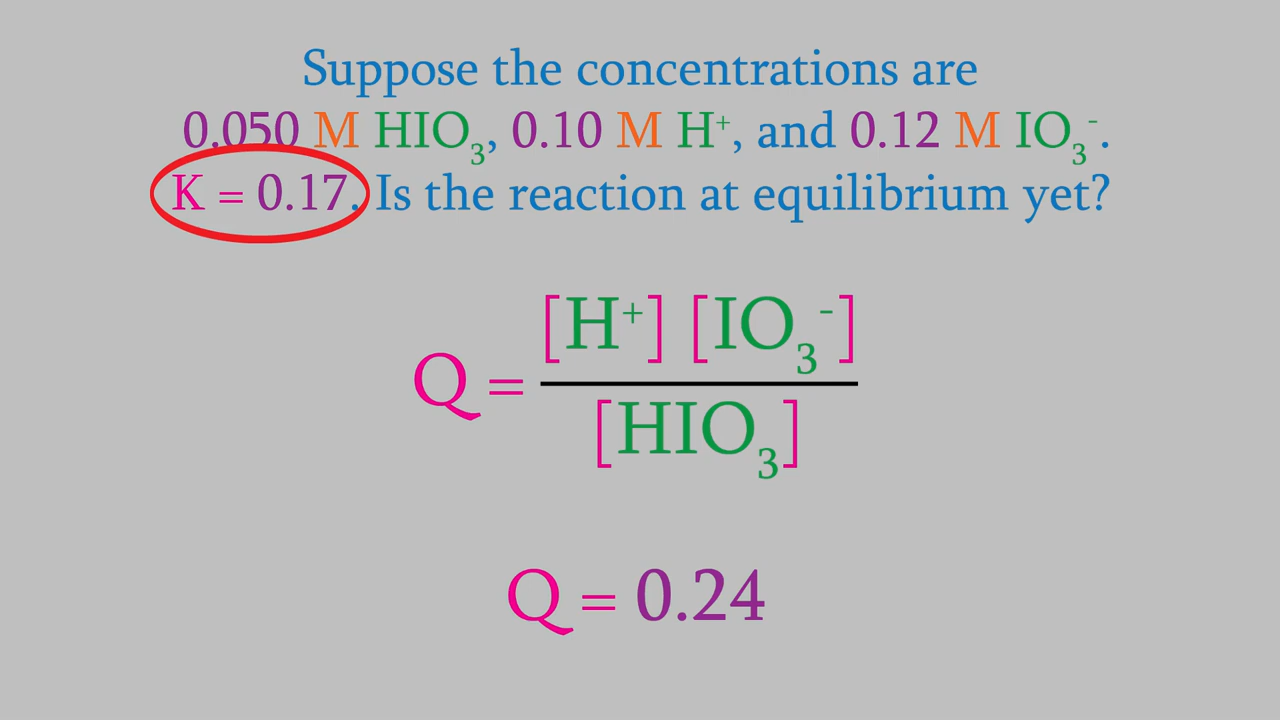 Suppose the concentrations are
0.050 M HIO₃, 0.10 M H⁺, and 0.12 M IO₃⁻.
K = 0.17. Is the reaction at equilibrium yet?
[H⁺] [IO₃⁻]
Q =
[HIO₃]
Q = 0.24